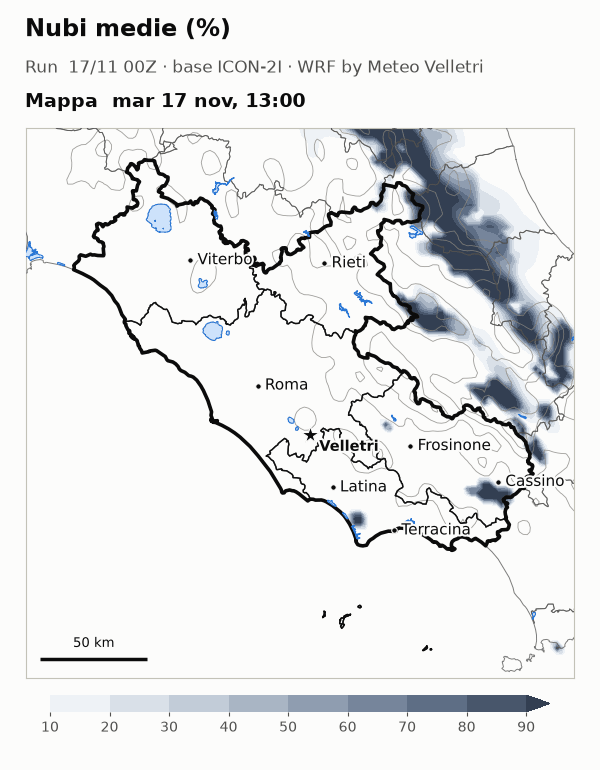 Nubi medie (%)
Run  17/11 00Z · base ICON-2I · WRF by Meteo Velletri
Mappa  mar 17 nov, 13:00
Viterbo
Rieti
Roma
Velletri
Frosinone
Latina
Cassino
Terracina
50 km
10 20 30 40 50 60 70 80 90